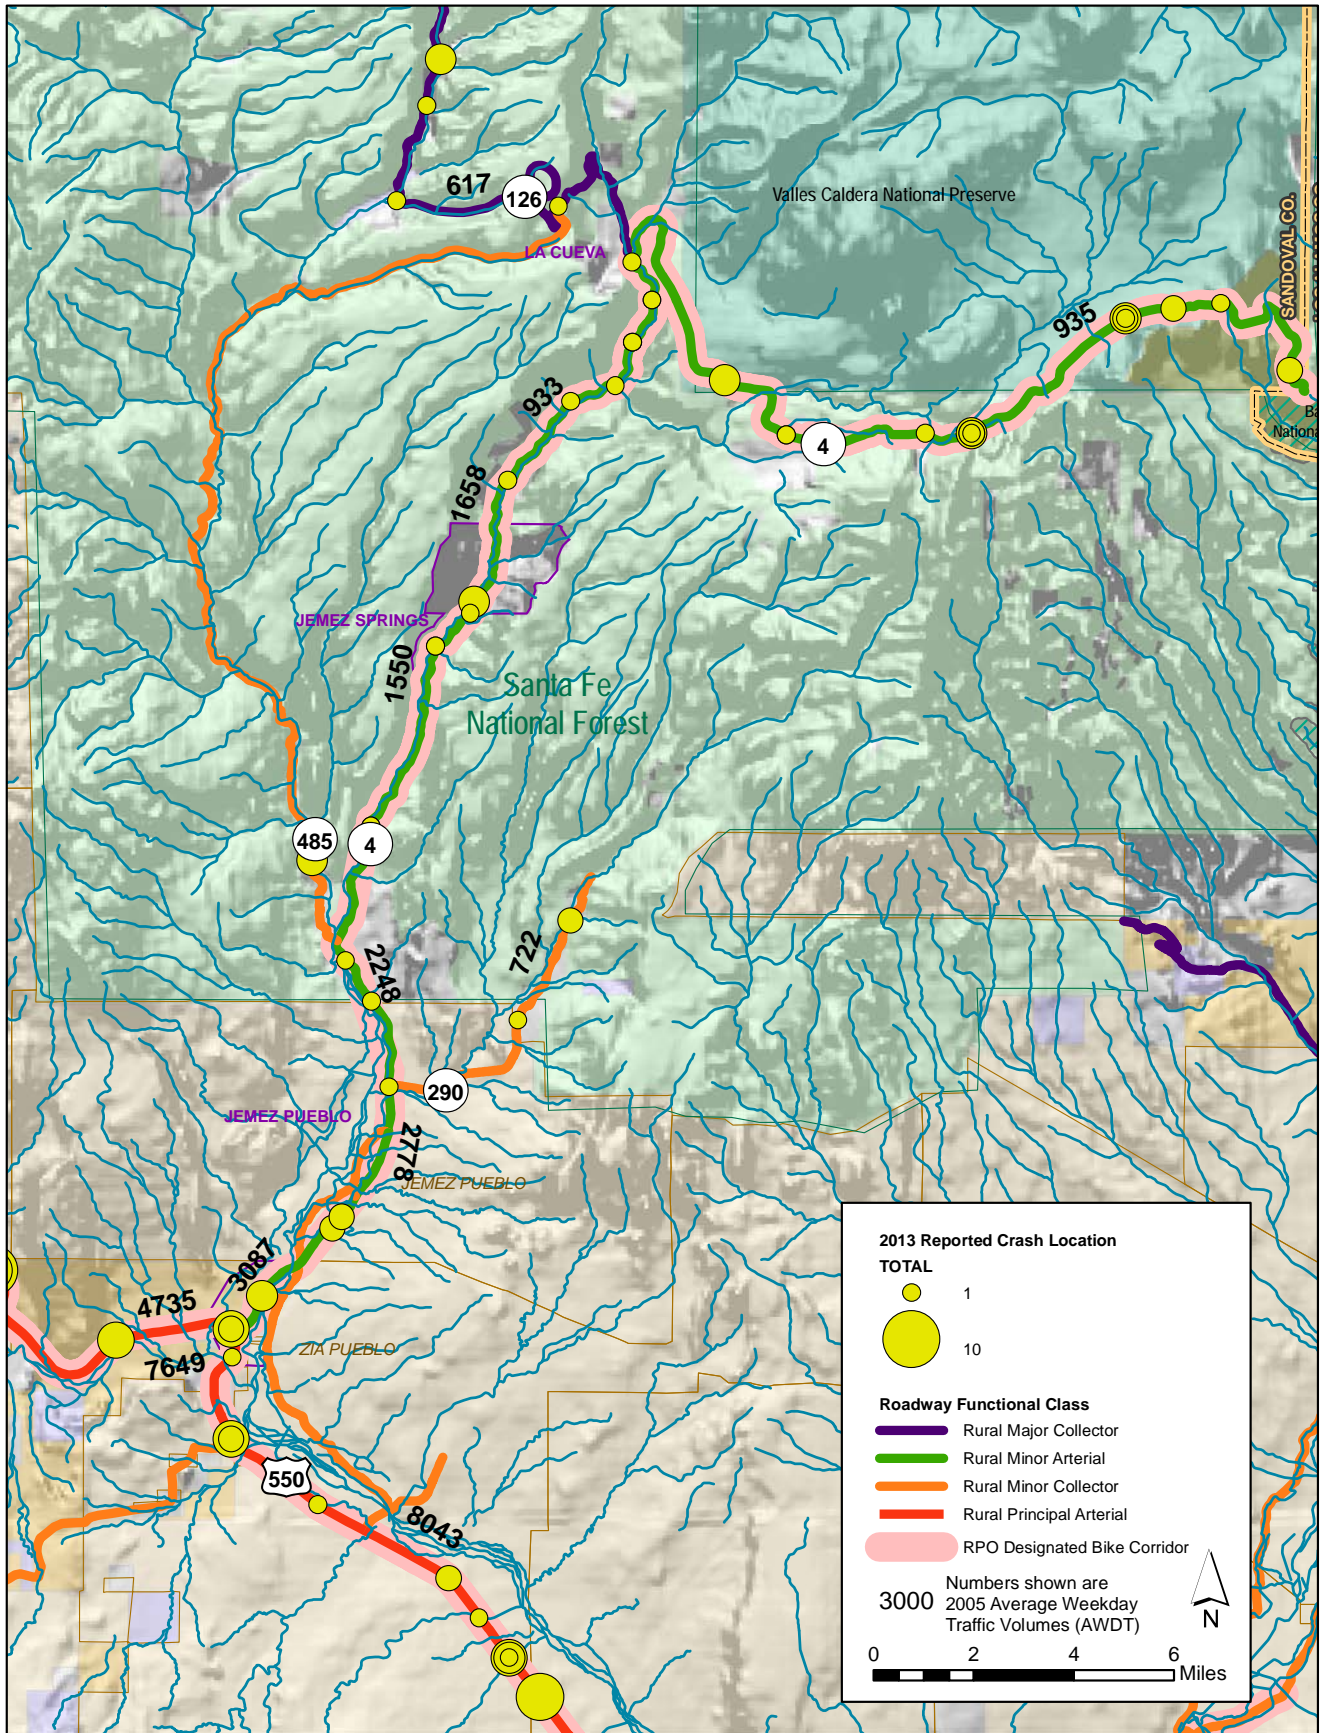 617
126
Valles Caldera National Preserve
SANDOVAL CO.
LA CUEVA
935
933
4
Ba
Nationa
1658
JEMEZ SPRINGS
1550
Santa Fe
National Forest
485
4
722
2248
290
JEMEZ PUEBLO
2778
JEMEZ PUEBLO
3087
4735
ZIA PUEBLO
7649
550
8043
2013 Reported Crash Location
TOTAL
1
10
Roadway Functional Class
Rural Major Collector
Rural Minor Arterial
Rural Minor Collector
Rural Principal Arterial
RPO Designated Bike Corridor
3000 Numbers shown are
2005 Average Weekday
Traffic Volumes (AWDT)
N
0 2 4 6
Miles